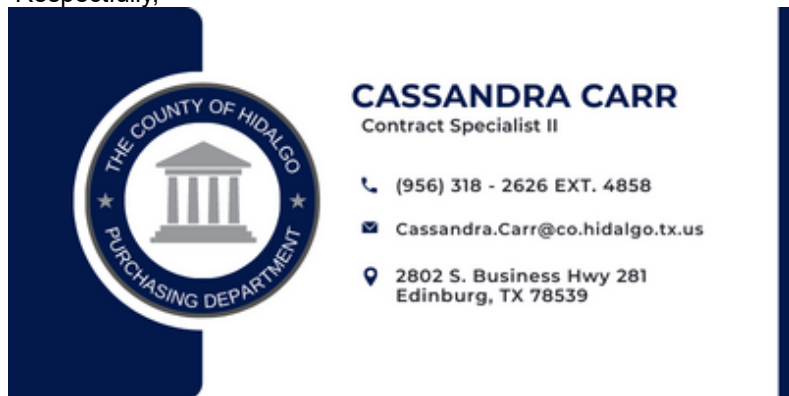 Respectfully,
THE COUNTY OF HIDALGO
PURCHASING DEPARTMENT
CASSANDRA CARR
Contract Specialist II
(956) 318 - 2626 EXT. 4858
Cassandra.Carr@co.hidalgo.tx.us
2802 S. Business Hwy 281
Edinburg, TX 78539